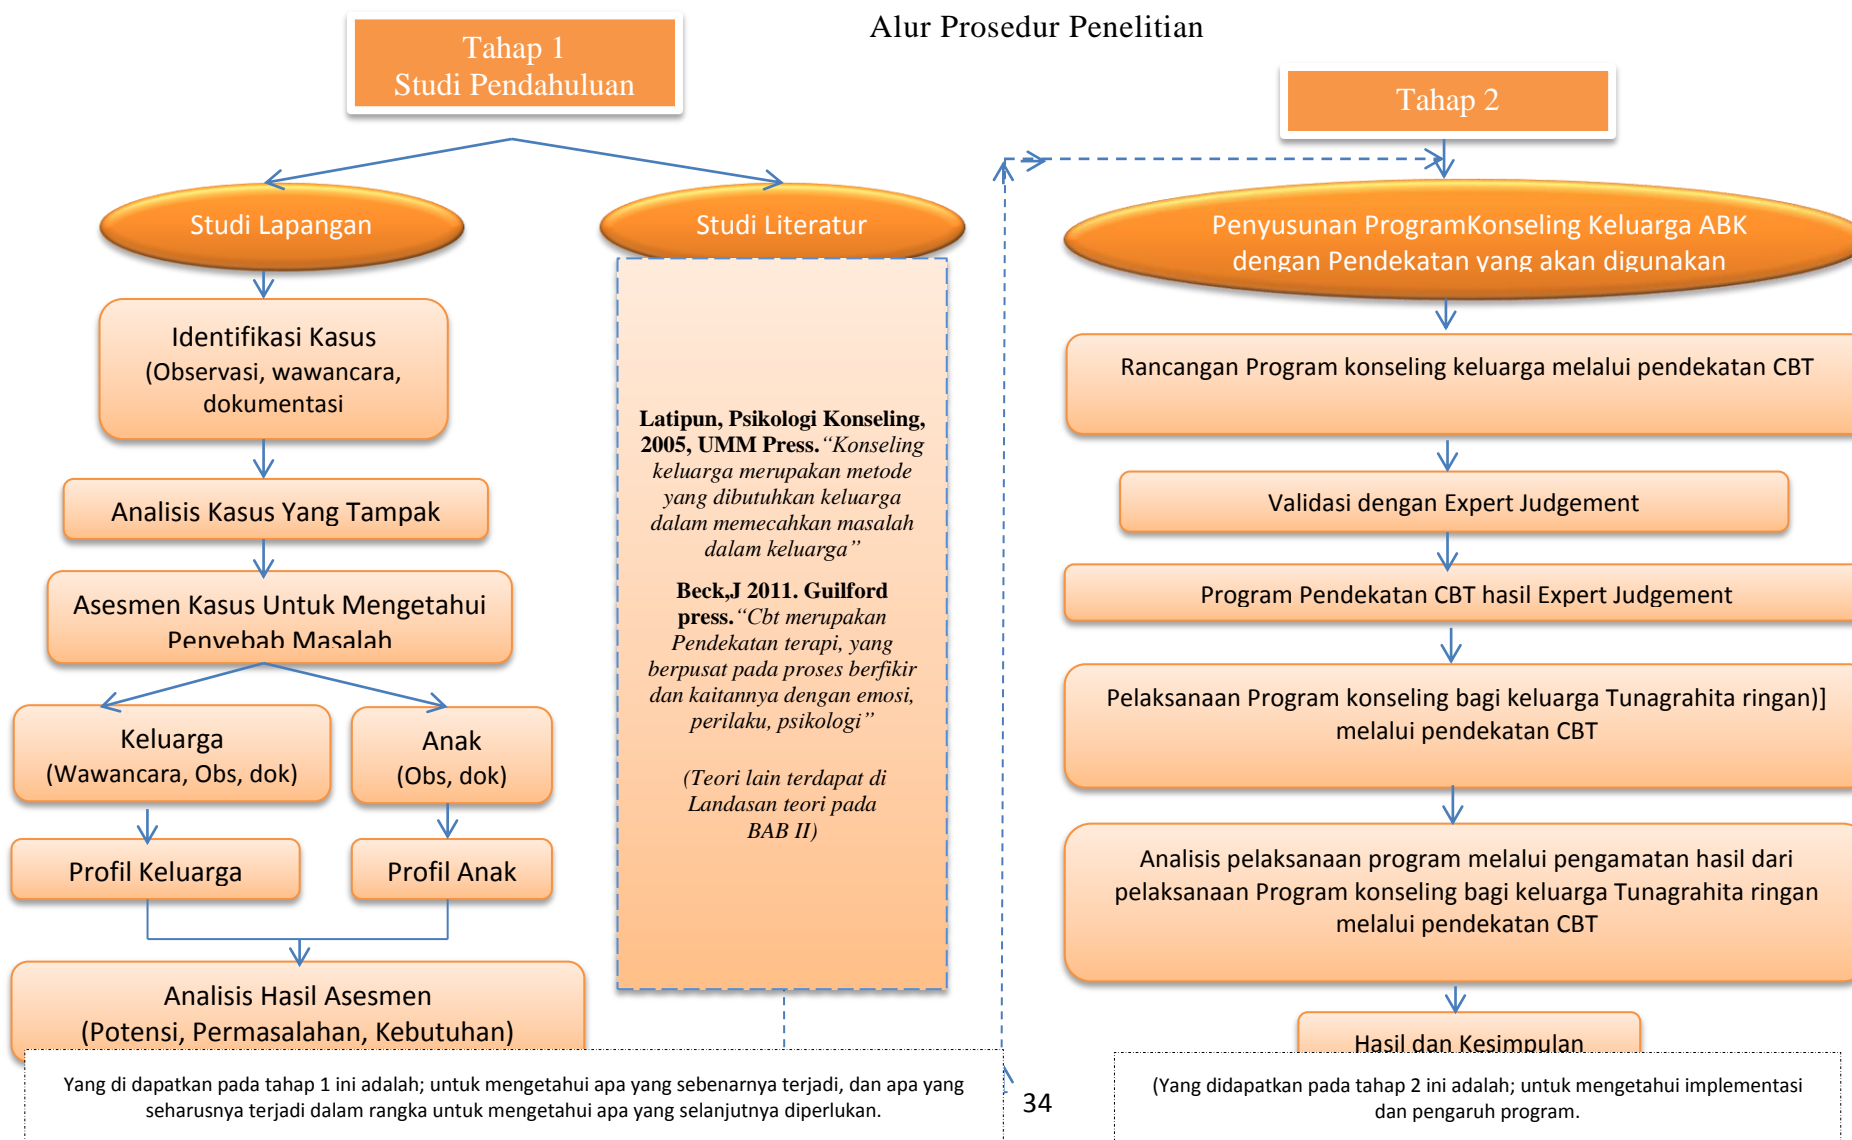 Alur Prosedur Penelitian
Tahap 1
Studi Pendahuluan
Studi Lapangan
Studi Literatur
Identifikasi Kasus
(Observasi, wawancara,
dokumentasi
Analisis Kasus Yang Tampak
Asesmen Kasus Untuk Mengetahui
Penyebab Masalah
Keluarga
(Wawancara, Obs, dok)
Anak
(Obs, dok)
Profil Keluarga
Profil Anak
Analisis Hasil Asesmen
(Potensi, Permasalahan, Kebutuhan)
Latipun, Psikologi Konseling,
2005, UMM Press.“Konseling
keluarga merupakan metode
yang dibutuhkan keluarga
dalam memecahkan masalah
dalam keluarga”
Beck,J 2011. Guilford
press.“Cbt merupakan
Pendekatan terapi, yang
berpusat pada proses berfikir
dan kaitannya dengan emosi,
perilaku, psikologi”
(Teori lain terdapat di
Landasan teori pada
BAB II)
Yang di dapatkan pada tahap 1 ini adalah; untuk mengetahui apa yang sebenarnya terjadi, dan apa yang
seharusnya terjadi dalam rangka untuk mengetahui apa yang selanjutnya diperlukan.
Tahap 2
Penyusunan ProgramKonseling Keluarga ABK
dengan Pendekatan yang akan digunakan
Rancangan Program konseling keluarga melalui pendekatan CBT
Validasi dengan Expert Judgement
Program Pendekatan CBT hasil Expert Judgement
Pelaksanaan Program konseling bagi keluarga Tunagrahita ringan)]
melalui pendekatan CBT
Analisis pelaksanaan program melalui pengamatan hasil dari
pelaksanaan Program konseling bagi keluarga Tunagrahita ringan
melalui pendekatan CBT
Hasil dan Kesimpulan
(Yang didapatkan pada tahap 2 ini adalah; untuk mengetahui implementasi
dan pengaruh program.
34